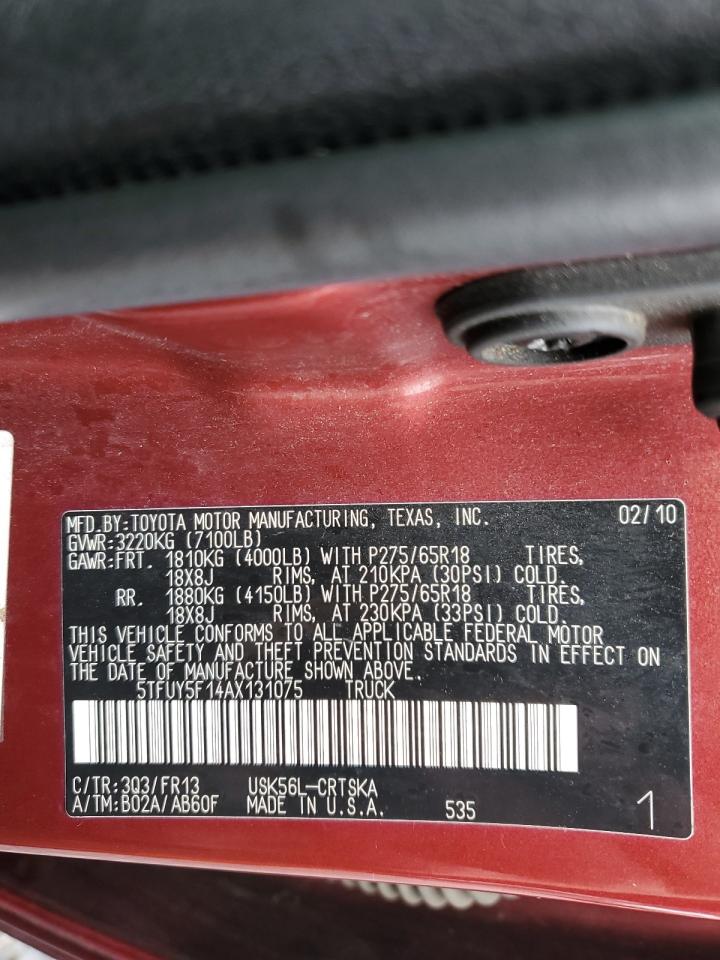 MFD.BY:TOYOTA MOTOR MANUFACTURING, TEXAS, INC. 02/10
GVWR:3220KG (7100LB)
GAWR:FRT. 1810KG (4000LB) WITH P275/65R18 TIRES,
18X8J RIMS, AT 210KPA (30PSI) COLD.
RR. 1880KG (4150LB) WITH P275/65R18 TIRES,
18X8J RIMS, AT 230KPA (33PSI) COLD.
THIS VEHICLE CONFORMS TO ALL APPLICABLE FEDERAL MOTOR
VEHICLE SAFETY AND THEFT PREVENTION STANDARDS IN EFFECT ON
THE DATE OF MANUFACTURE SHOWN ABOVE.
5TFUY5F14AX131075 TRUCK
C/TR:3Q3/FR13 USK56L-CRTSKA
A/TM:B02A/AB60F MADE IN U.S.A. 535 1